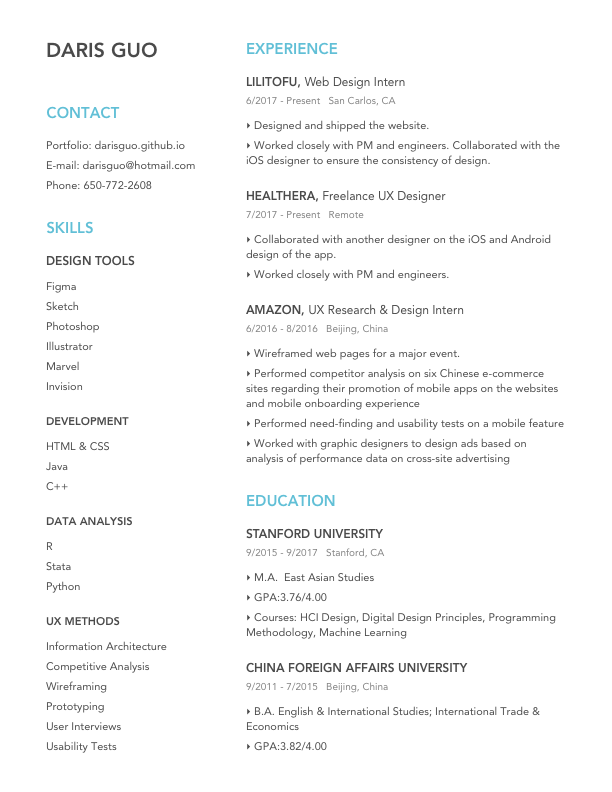 DARIS GUO
CONTACT
Portfolio: darisguo.github.io
E-mail: darisguo@hotmail.com
Phone: 650-772-2608
SKILLS
DESIGN TOOLS
Figma
Sketch
Photoshop
Illustrator
Marvel
Invision
DEVELOPMENT
HTML & CSS
Java
C++
DATA ANALYSIS
R
Stata
Python
UX METHODS
Information Architecture
Competitive Analysis
Wireframing
Prototyping
User Interviews
Usability Tests
EXPERIENCE
LILITOFU, Web Design Intern
6/2017 - Present San Carlos, CA
‣ Designed and shipped the website.
‣ Worked closely with PM and engineers. Collaborated with the
iOS designer to ensure the consistency of design.
HEALTHERA, Freelance UX Designer
7/2017 - Present Remote
‣ Collaborated with another designer on the iOS and Android
design of the app.
‣ Worked closely with PM and engineers.
AMAZON, UX Research & Design Intern
6/2016 - 8/2016 Beijing, China
‣ Wireframed web pages for a major event.
‣ Performed competitor analysis on six Chinese e-commerce
sites regarding their promotion of mobile apps on the websites
and mobile onboarding experience
‣ Performed need-finding and usability tests on a mobile feature
‣ Worked with graphic designers to design ads based on
analysis of performance data on cross-site advertising
EDUCATION
STANFORD UNIVERSITY
9/2015 - 9/2017 Stanford, CA
‣ M.A. East Asian Studies
‣ GPA:3.76/4.00
‣ Courses: HCI Design, Digital Design Principles, Programming
Methodology, Machine Learning
CHINA FOREIGN AFFAIRS UNIVERSITY
9/2011 - 7/2015 Beijing, China
‣ B.A. English & International Studies; International Trade &
Economics
‣ GPA:3.82/4.00